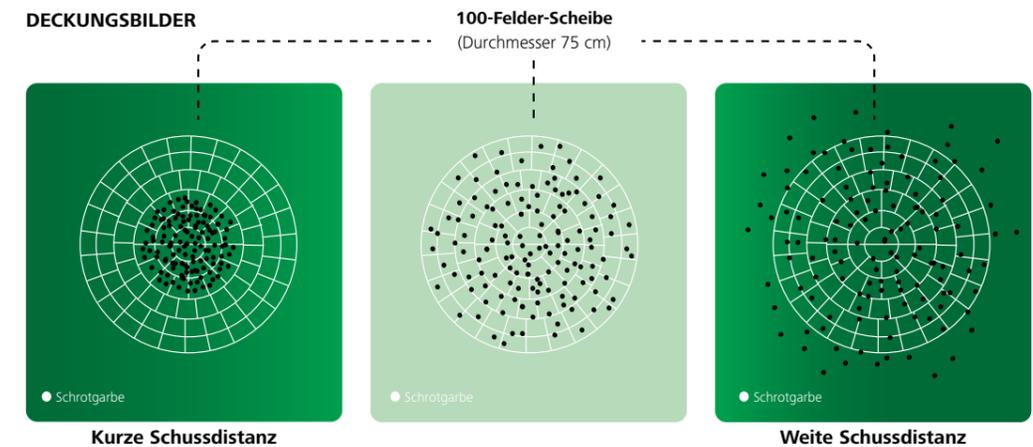 DECKUNGSBILDER
100-Felder-Scheibe
(Durchmesser 75 cm)
Schrotgarbe
Schrotgarbe
Schrotgarbe
Kurze Schussdistanz
Weite Schussdistanz